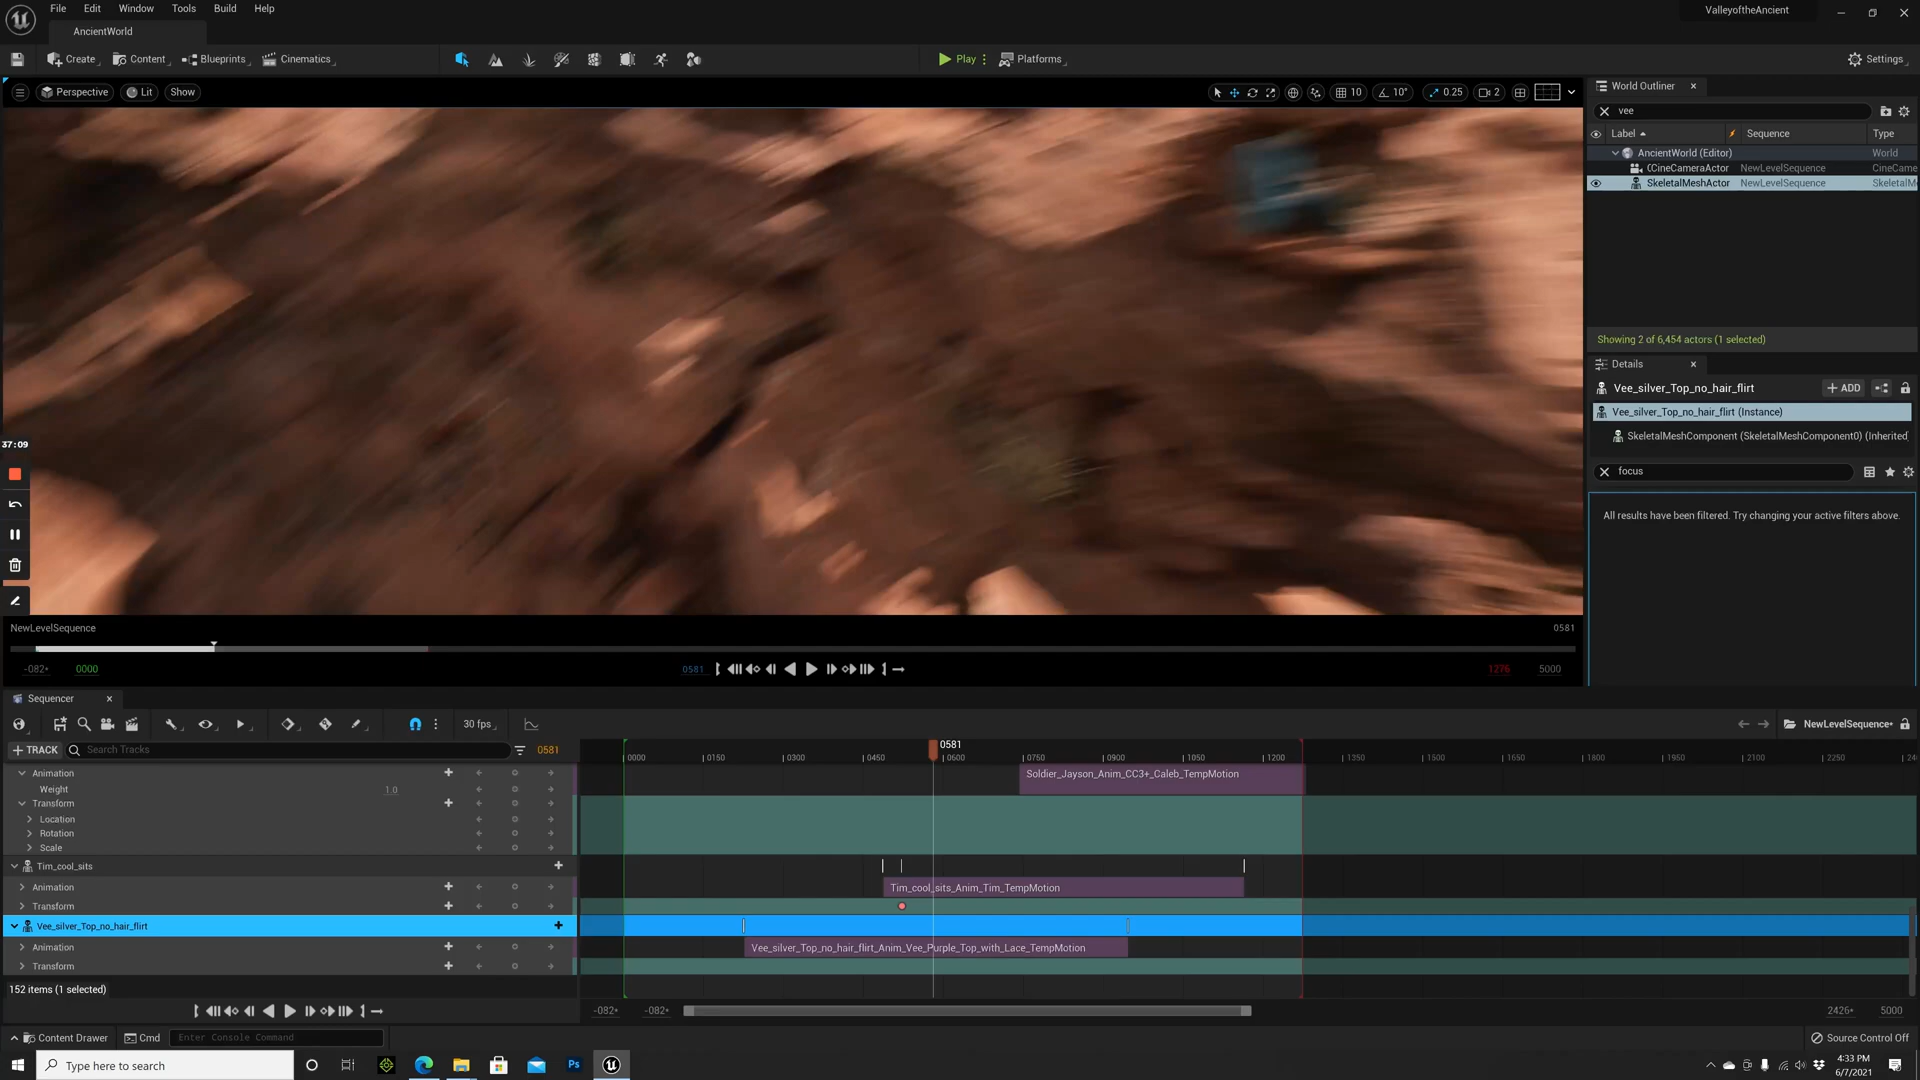 File Edit Window Tools Build Help
ValleyoftheAncient
AncientWorld
Create Content Blueprints Cinematics Play Platforms Settings
Perspective Lit Show 10 10° 0.25 2
World Outliner
vee
Label Sequence Type
AncientWorld (Editor) World
(CineCameraActor NewLevelSequence CineCame
SkeletalMeshActor NewLevelSequence SkeletalM
Showing 2 of 6,454 actors (1 selected)
Details
Vee_silver_Top_no_hair_flirt + ADD
Vee_silver_Top_no_hair_flirt (Instance)
SkeletalMeshComponent (SkeletalMeshComponent0) (Inherited)
focus
All results have been filtered. Try changing your active filters above.
37:09
NewLevelSequence 0581
-082+ 0000 0581 1276 5000
Sequencer
30 fps NewLevelSequence*
+ TRACK Search Tracks 0581
0581
0000 0150 0300 0450 0600 0750 0900 1050 1200 1350 1500 1650 1800 1950 2100 2250 24
Animation
Soldier_Jayson_Anim_CC3+_Caleb_TempMotion
Weight 1.0
Transform
Location
Rotation
Scale
Tim_cool_sits
Animation
Tim_cool_sits_Anim_Tim_TempMotion
Transform
Vee_silver_Top_no_hair_flirt
Animation
Vee_silver_Top_no_hair_flirt_Anim_Vee_Purple_Top_with_Lace_TempMotion
Transform
152 items (1 selected)
-082+ -082+ 2426+ 5000
Content Drawer Cmd Enter Console Command Source Control Off
Type here to search
Ps
4:33 PM
6/7/2021